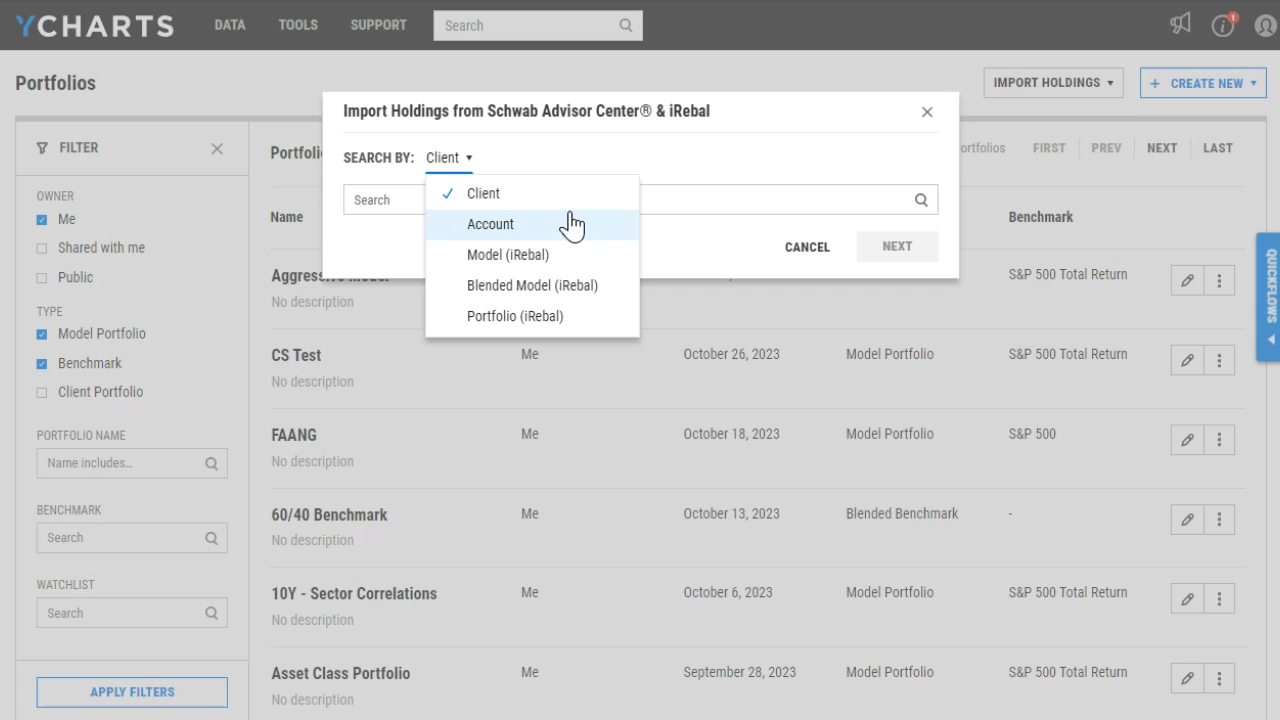 YCHARTS
DATA
TOOLS
SUPPORT
Search
1
Portfolios
IMPORT HOLDINGS
+ CREATE NEW
Import Holdings from Schwab Advisor Center® & iRebal
SEARCH BY: Client
Search
Client
Account
Model (iRebal)
Blended Model (iRebal)
Portfolio (iRebal)
CANCEL
NEXT
FILTER
OWNER
Me
Shared with me
Public
TYPE
Model Portfolio
Benchmark
Client Portfolio
PORTFOLIO NAME
Name includes...
BENCHMARK
Search
WATCHLIST
Search
APPLY FILTERS
FIRST
PREV
NEXT
LAST
Name
Benchmark
S&P 500 Total Return
No description
CS Test
Me
October 26, 2023
Model Portfolio
S&P 500 Total Return
No description
FAANG
Me
October 18, 2023
Model Portfolio
S&P 500
No description
60/40 Benchmark
Me
October 13, 2023
Blended Benchmark
-
No description
10Y - Sector Correlations
Me
October 6, 2023
Model Portfolio
S&P 500 Total Return
No description
Asset Class Portfolio
Me
September 28, 2023
Model Portfolio
S&P 500 Total Return
No description
QUICKFLOWS